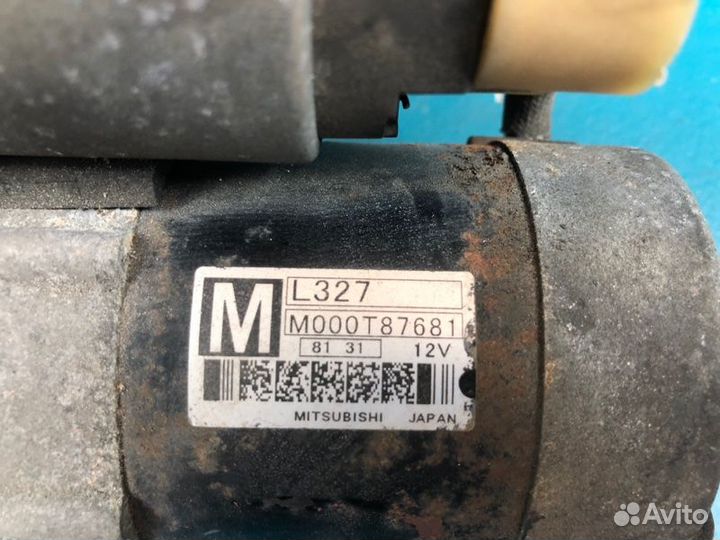 M
L327
M000T87681
81 31 12V
MITSUBISHI JAPAN
Avito